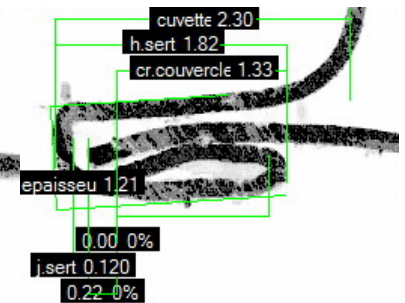 cuvette 2.30
h.sert 1.82
cr.couvercle 1.33
epaisseu 1.21
0.00 0%
j.sert 0.120
0.22 0%